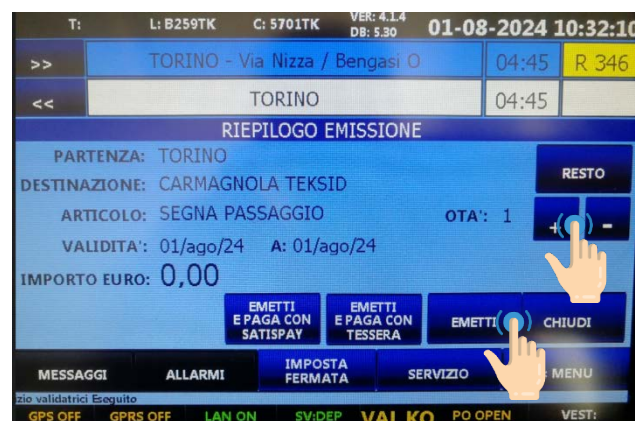 T: L: B259TK C: 5701TK VER: 4.1.4 DB: 5.30 01-08-2024 10:32:10
>> TORINO - Via Nizza / Bengasi O 04:45 R 346
<< TORINO 04:45
RIEPILOGO EMISSIONE
PARTENZA: TORINO
RESTO
DESTINAZIONE: CARMAGNOLA TEKSID
ARTICOLO: SEGNA PASSAGGIO QTA': 1 + -
VALIDITA': 01/ago/24 A: 01/ago/24
IMPORTO EURO: 0,00
EMETTI E PAGA CON SATISPAY
EMETTI E PAGA CON TESSERA
EMETTI
CHIUDI
MESSAGGI ALLARMI IMPOSTA FERMATA SERVIZIO MENU
zio validatrici Eseguito
GPS OFF GPRS OFF LAN ON SV:DEP VAL KO PO OPEN VEST: